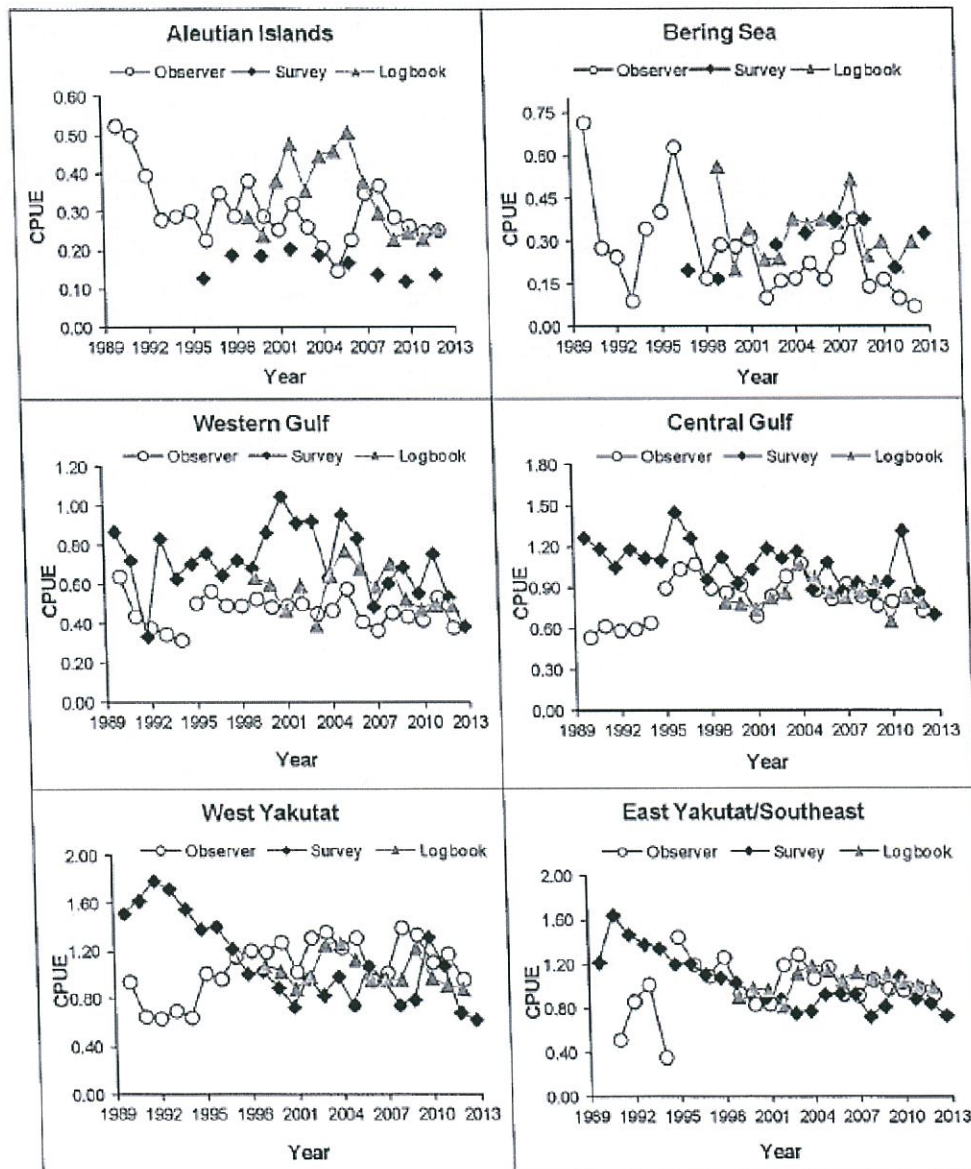 Aleutian Islands
Observer Survey Logbook
CPUE
0.60
0.50
0.40
0.30
0.20
0.10
0.00
1989 1992 1995 1998 2001 2004 2007 2010 2013
Year
Bering Sea
Observer Survey Logbook
CPUE
0.75
0.60
0.45
0.30
0.15
0.00
1989 1992 1995 1998 2001 2004 2007 2010 2013
Year
Western Gulf
Observer Survey Logbook
CPUE
1.20
1.00
0.80
0.60
0.40
0.20
0.00
1989 1992 1995 1998 2001 2004 2007 2010 2013
Year
Central Gulf
Observer Survey Logbook
CPUE
1.80
1.50
1.20
0.90
0.60
0.30
0.00
1989 1992 1995 1998 2001 2004 2007 2010 2013
Year
West Yakutat
Observer Survey Logbook
CPUE
2.00
1.60
1.20
0.80
0.40
0.00
1989 1992 1995 1998 2001 2004 2007 2010 2013
Year
East Yakutat/Southeast
Observer Survey Logbook
CPUE
2.00
1.60
1.20
0.80
0.40
0.00
1989 1992 1995 1998 2001 2004 2007 2010 2013
Year